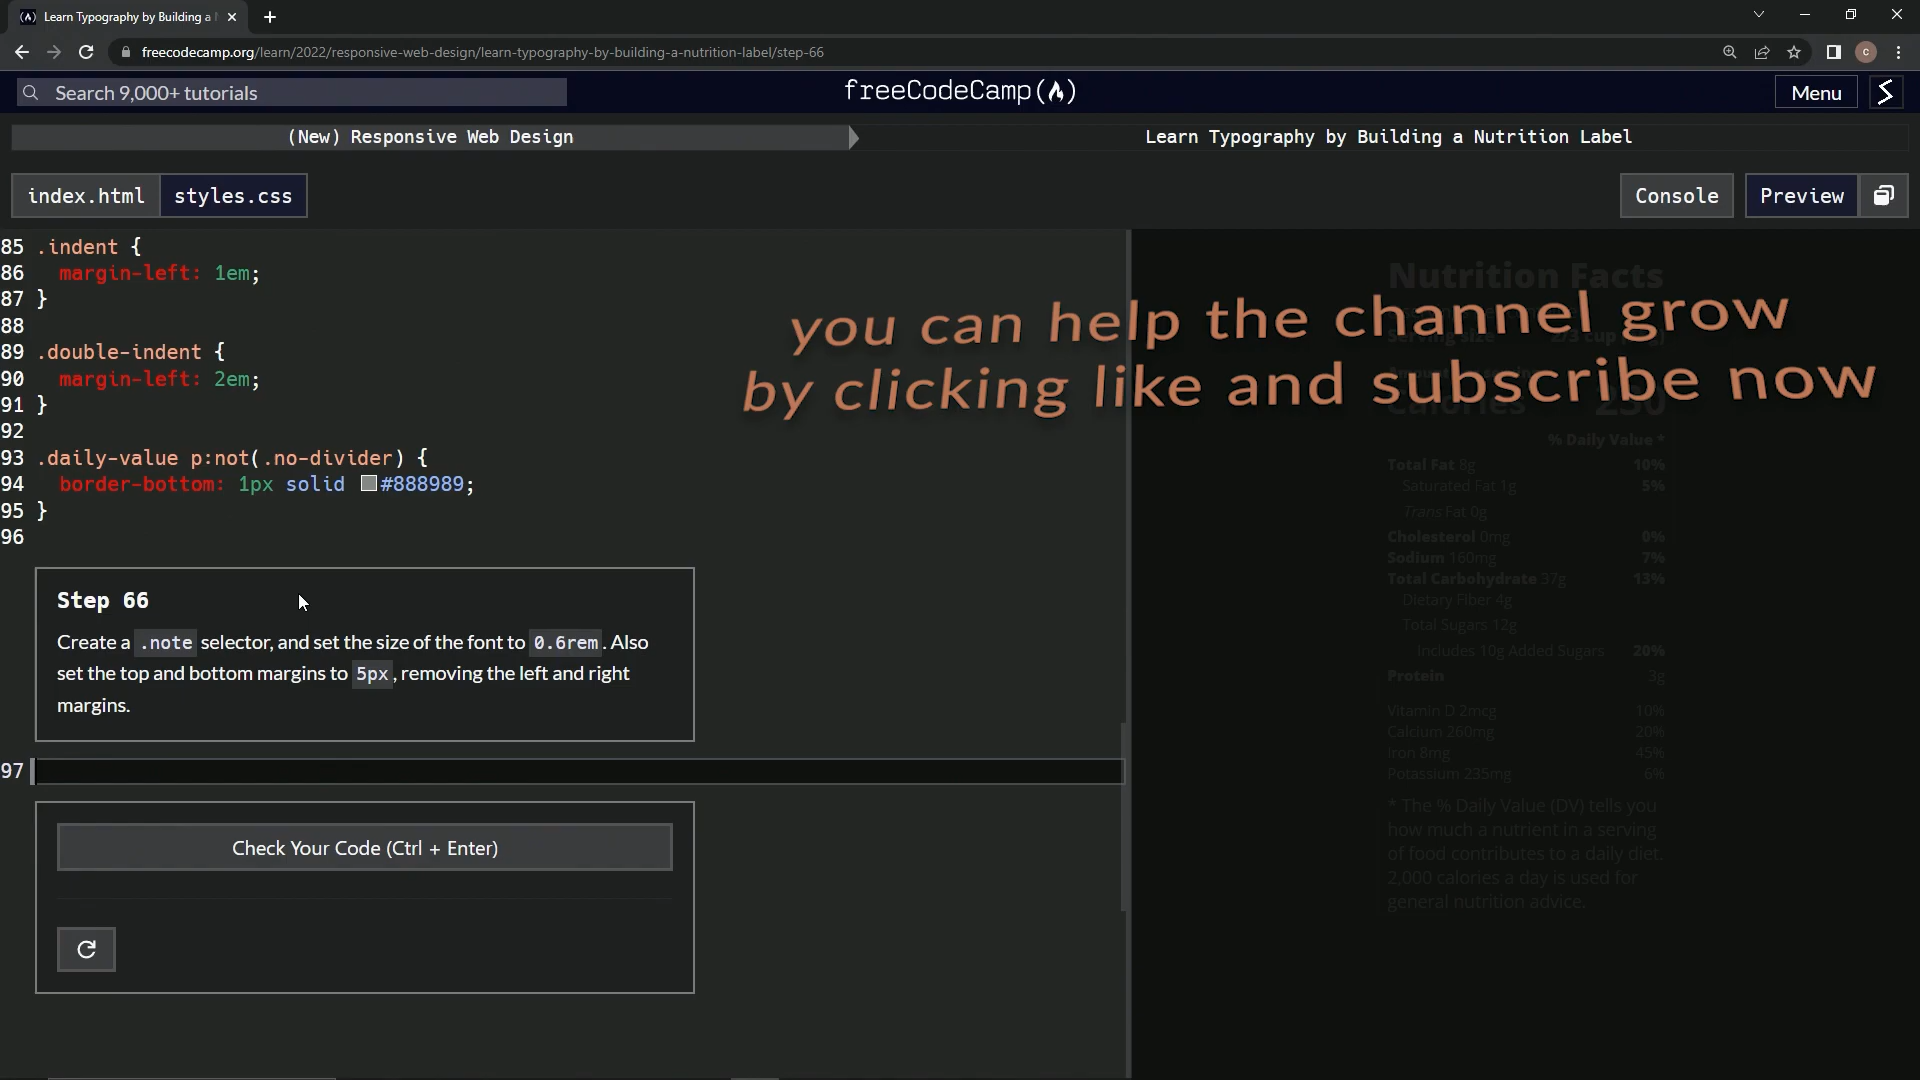 Learn Typography by Building a
freecodecamp.org/learn/2022/responsive-web-design/learn-typography-by-building-a-nutrition-label/step-66
c
Search 9,000+ tutorials
freeCodeCamp(🔥)
Menu
(New) Responsive Web Design
Learn Typography by Building a Nutrition Label
index.html
styles.css
Console
Preview
85 .indent {
86 margin-left: 1em;
87 }
88
89 .double-indent {
90 margin-left: 2em;
91 }
92
93 .daily-value p:not(.no-divider) {
94 border-bottom: 1px solid #888989;
95 }
96
Step 66
Create a .note selector, and set the size of the font to 0.6rem. Also
set the top and bottom margins to 5px, removing the left and right
margins.
97
Check Your Code (Ctrl + Enter)
you can help the channel grow
by clicking like and subscribe now
Nutrition Facts
Serving size 2/3 cup
Calories 230
% Daily Value *
Total Fat 8g 10%
Saturated Fat 1g 5%
Trans Fat 0g
Cholesterol 0mg 0%
Sodium 160mg 7%
Total Carbohydrate 37g 13%
Dietary Fiber 4g
Total Sugars 12g
Includes 10g Added Sugars 20%
Protein 3g
Vitamin D 2mcg 10%
Calcium 260mg 20%
Iron 8mg 45%
Potassium 235mg 6%
* The % Daily Value (DV) tells you
how much a nutrient in a serving
of food contributes to a daily diet.
2,000 calories a day is used for
general nutrition advice.